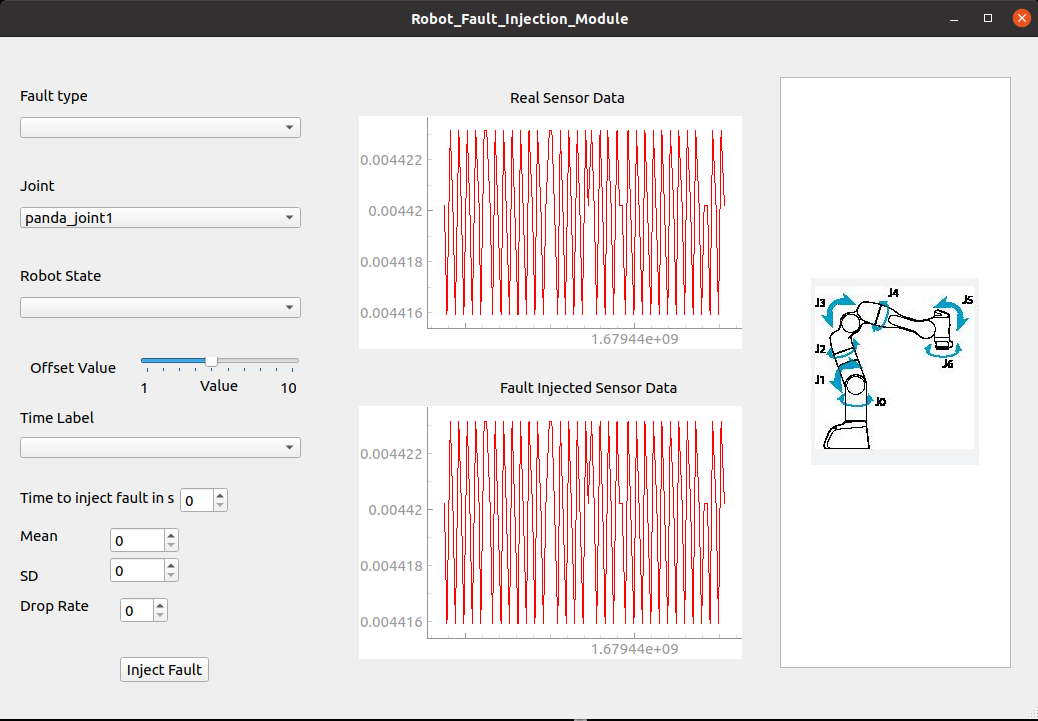 Robot_Fault_Injection_Module
Fault type
Joint
panda_joint1
Robot State
Offset Value
1 Value 10
Time Label
Time to inject fault in s 0
Mean 0
SD 0
Drop Rate 0
Inject Fault
Real Sensor Data
0.004422
0.00442
0.004418
0.004416
1.67944e+09
Fault Injected Sensor Data
0.004422
0.00442
0.004418
0.004416
1.67944e+09
J3 J4 J5
J2
J6
J1
J0